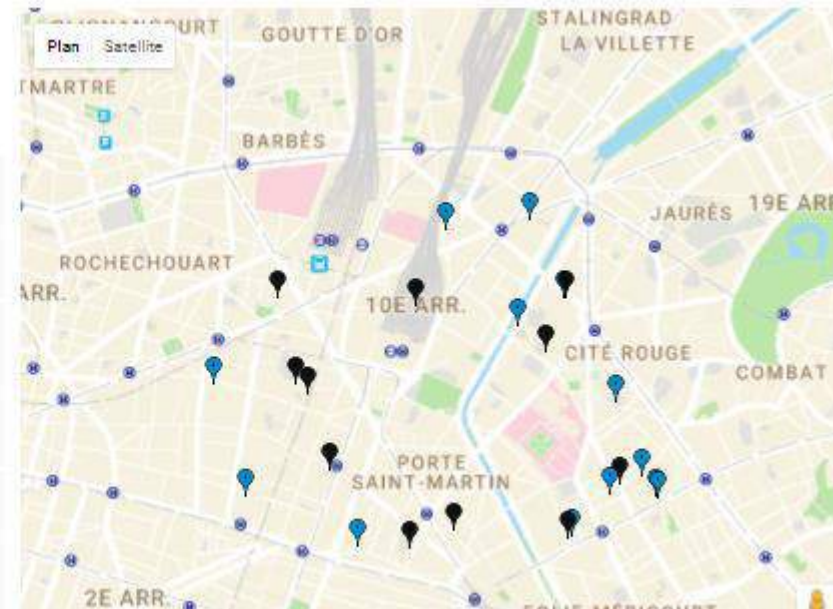 STALINGRAD
GOUTTE D'OR
LA VILLETTE
Plan Satellite
TMARTRE
BARBÈS
JAURÈS
19E ARR
ROCHECHOUART
ARR.
10E ARR.
CITÉ ROUGE
COMBAT
PORTE
SAINT-MARTIN
2E ARR.